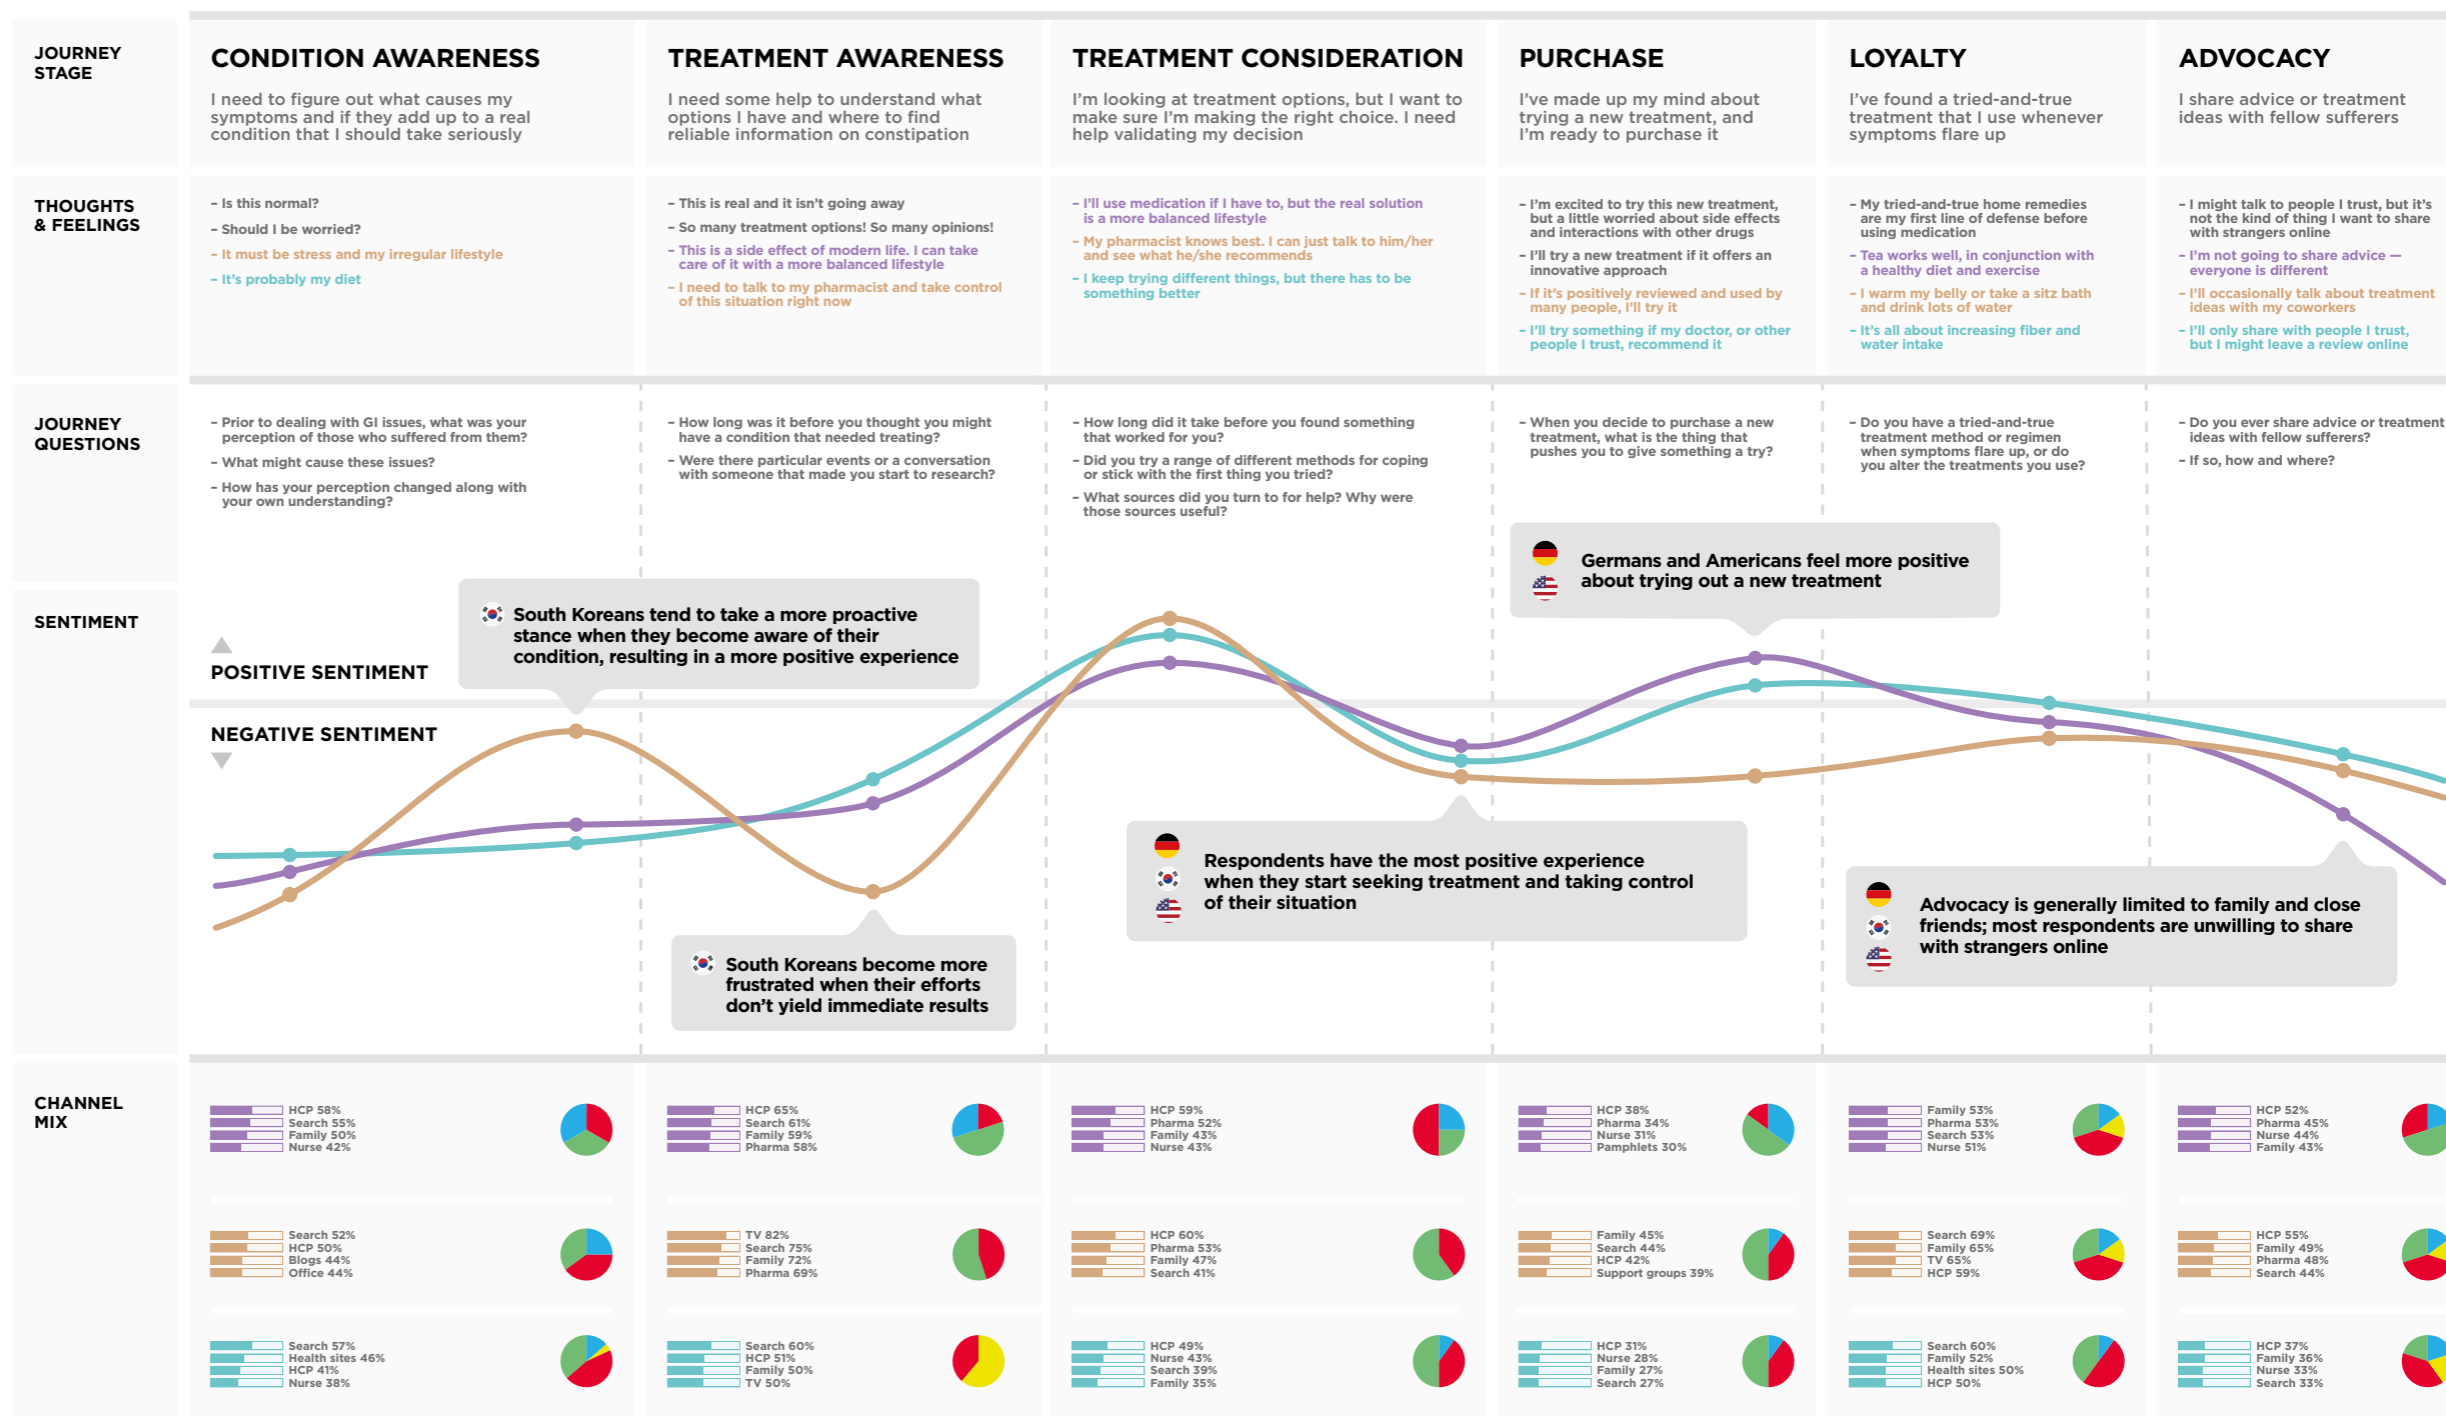 JOURNEY
STAGE
CONDITION AWARENESS
I need to figure out what causes my
symptoms and if they add up to a real
condition that I should take seriously
TREATMENT AWARENESS
I need some help to understand what
options I have and where to find
reliable information on constipation
TREATMENT CONSIDERATION
I'm looking at treatment options, but I want to
make sure I'm making the right choice. I need
help validating my decision
PURCHASE
I've made up my mind about
trying a new treatment, and
I'm ready to purchase it
LOYALTY
I've found a tried-and-true
treatment that I use whenever
symptoms flare up
ADVOCACY
I share advice or treatment
ideas with fellow sufferers
THOUGHTS
& FEELINGS
– Is this normal?
– Should I be worried?
– It must be stress and my irregular lifestyle
– It's probably my diet
– This is real and it isn't going away
– So many treatment options! So many opinions!
– This is a side effect of modern life. I can take
care of it with a more balanced lifestyle
– I need to talk to my pharmacist and take control
of this situation right now
– I'll use medication if I have to, but the real solution
is a more balanced lifestyle
– My pharmacist knows best. I can just talk to him/her
and see what he/she recommends
– I keep trying different things, but there has to be
something better
– I'm excited to try this new treatment,
but a little worried about side effects
and interactions with other drugs
– I'll try a new treatment if it offers an
innovative approach
– If it's positively reviewed and used by
many people, I'll try it
– I'll try something if my doctor, or other
people I trust, recommend it
– My tried-and-true home remedies
are my first line of defense before
using medication
– Tea works well, in conjunction with
a healthy diet and exercise
– I warm my belly or take a sitz bath
and drink lots of water
– It's all about increasing fiber and
water intake
– I might talk to people I trust, but it's
not the kind of thing I want to share
with strangers online
– I'm not going to share advice —
everyone is different
– I'll occasionally talk about treatment
ideas with my coworkers
– I'll only share with people I trust,
but I might leave a review online
JOURNEY
QUESTIONS
– Prior to dealing with GI issues, what was your
perception of those who suffered from them?
– What might cause these issues?
– How has your perception changed along with
your own understanding?
– How long was it before you thought you might
have a condition that needed treating?
– Were there particular events or a conversation
with someone that made you start to research?
– How long did it take before you found something
that worked for you?
– Did you try a range of different methods for coping
or stick with the first thing you tried?
– What sources did you turn to for help? Why were
those sources useful?
– When you decide to purchase a new
treatment, what is the thing that
pushes you to give something a try?
– Do you have a tried-and-true
treatment method or regimen
when symptoms flare up, or do
you alter the treatments you use?
– Do you ever share advice or treatment
ideas with fellow sufferers?
– If so, how and where?
SENTIMENT
POSITIVE SENTIMENT
NEGATIVE SENTIMENT
South Koreans tend to take a more proactive
stance when they become aware of their
condition, resulting in a more positive experience
Germans and Americans feel more positive
about trying out a new treatment
South Koreans become more
frustrated when their efforts
don't yield immediate results
Respondents have the most positive experience
when they start seeking treatment and taking control
of their situation
Advocacy is generally limited to family and close
friends; most respondents are unwilling to share
with strangers online
CHANNEL
MIX
HCP 58%
Search 55%
Family 50%
Nurse 42%
HCP 65%
Search 61%
Family 59%
Pharma 58%
HCP 59%
Pharma 52%
Family 43%
Nurse 43%
HCP 38%
Pharma 34%
Nurse 31%
Pamphlets 30%
Family 53%
Pharma 53%
Search 53%
Nurse 51%
HCP 52%
Pharma 45%
Nurse 44%
Family 43%
Search 52%
HCP 50%
Blogs 44%
Office 44%
TV 82%
Search 75%
Family 72%
Pharma 69%
HCP 60%
Pharma 53%
Family 47%
Search 41%
Family 45%
Search 44%
HCP 42%
Support groups 39%
Search 69%
Family 65%
TV 65%
HCP 59%
HCP 55%
Family 49%
Pharma 48%
Search 44%
Search 57%
Health sites 46%
HCP 41%
Nurse 38%
Search 60%
HCP 51%
Family 50%
TV 50%
HCP 49%
Nurse 43%
Search 39%
Family 35%
HCP 31%
Nurse 28%
Family 27%
Search 27%
Search 60%
Family 52%
Health sites 50%
HCP 50%
HCP 37%
Family 36%
Nurse 33%
Search 33%